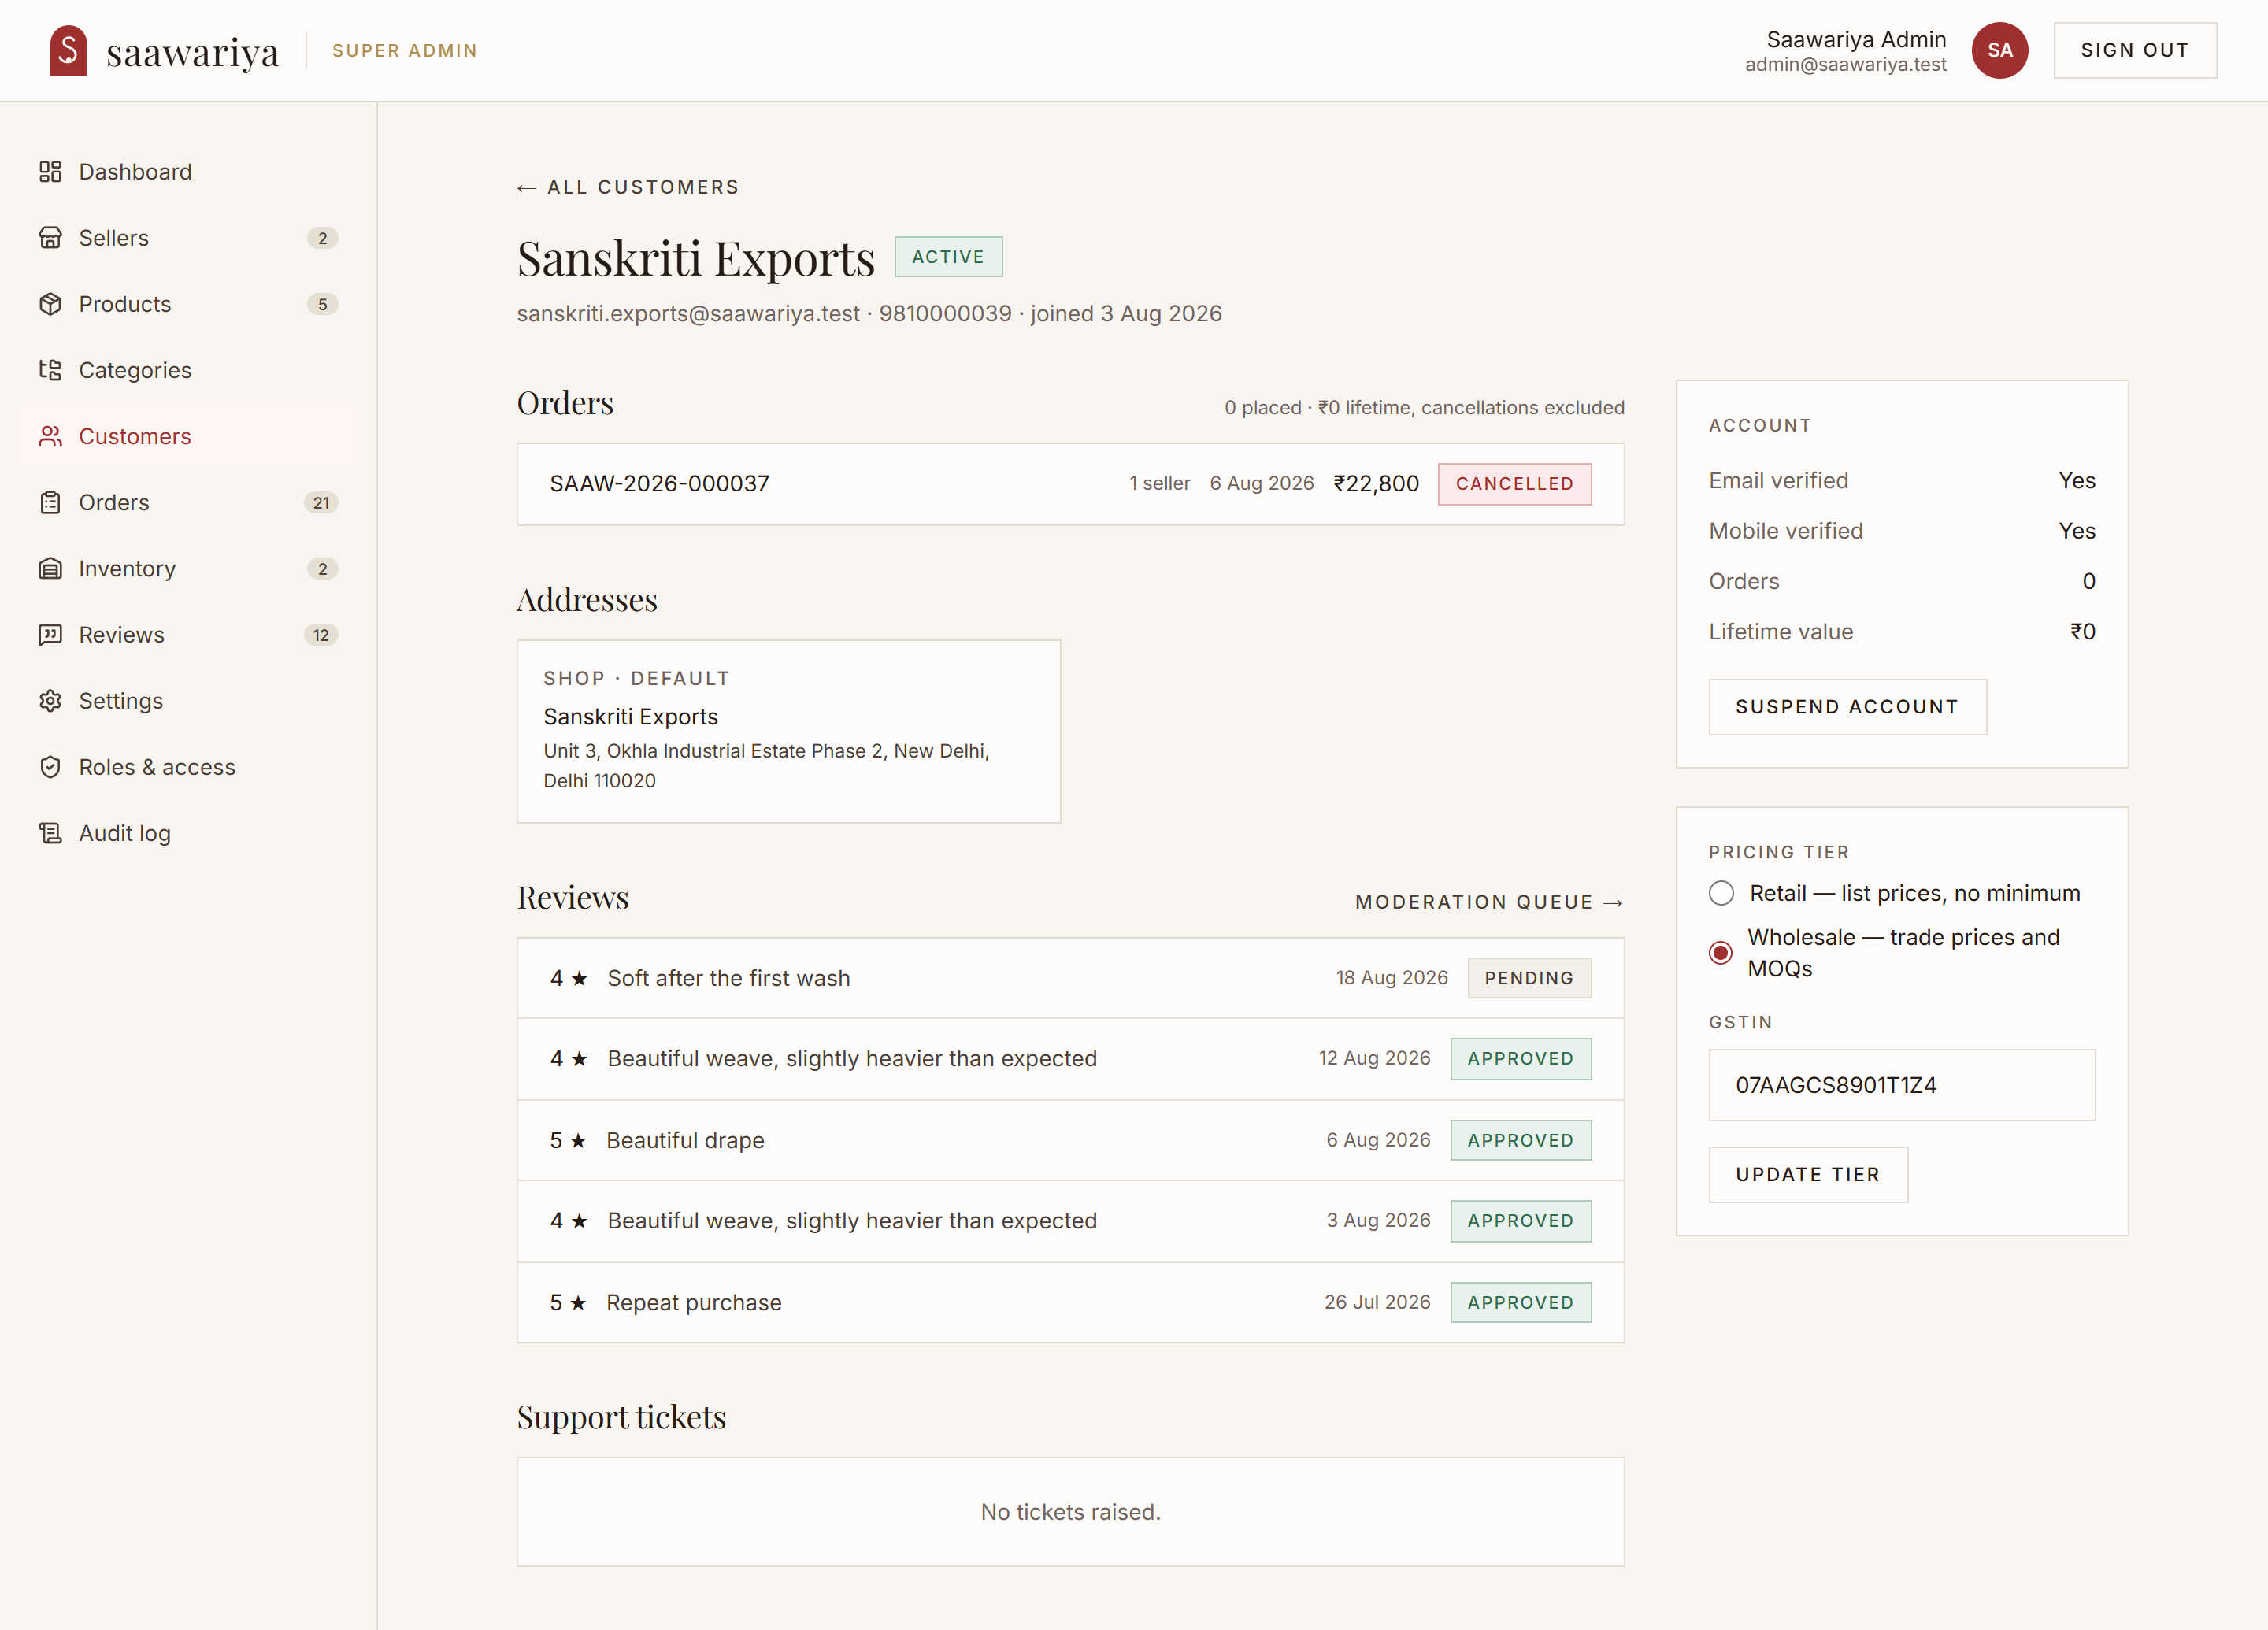 S saawariya
SUPER ADMIN
Saawariya Admin
admin@saawariya.test
SA
SIGN OUT
Dashboard
Sellers 2
Products 5
Categories
Customers
Orders 21
Inventory 2
Reviews 12
Settings
Roles & access
Audit log
← ALL CUSTOMERS
Sanskriti Exports ACTIVE
sanskriti.exports@saawariya.test · 9810000039 · joined 3 Aug 2026
Orders
0 placed · ₹0 lifetime, cancellations excluded
SAAW-2026-000037 1 seller 6 Aug 2026 ₹22,800 CANCELLED
Addresses
SHOP · DEFAULT
Sanskriti Exports
Unit 3, Okhla Industrial Estate Phase 2, New Delhi,
Delhi 110020
Reviews
MODERATION QUEUE →
4 ★ Soft after the first wash 18 Aug 2026 PENDING
4 ★ Beautiful weave, slightly heavier than expected 12 Aug 2026 APPROVED
5 ★ Beautiful drape 6 Aug 2026 APPROVED
4 ★ Beautiful weave, slightly heavier than expected 3 Aug 2026 APPROVED
5 ★ Repeat purchase 26 Jul 2026 APPROVED
Support tickets
No tickets raised.
ACCOUNT
Email verified Yes
Mobile verified Yes
Orders 0
Lifetime value ₹0
SUSPEND ACCOUNT
PRICING TIER
Retail — list prices, no minimum
Wholesale — trade prices and
MOQs
GSTIN
07AAGCS8901T1Z4
UPDATE TIER